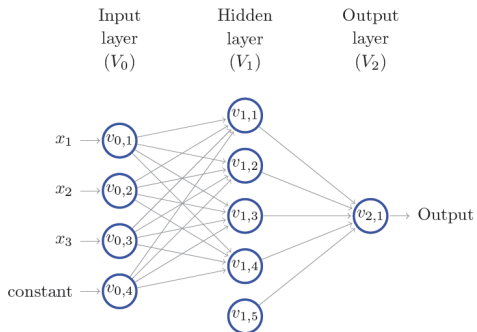 Input Hidden Output
layer layer layer
(V₀) (V₁) (V₂)
v₁,₁
x₁ v₀,₁
v₁,₂
x₂ v₀,₂
v₁,₃ v₂,₁ Output
x₃ v₀,₃
v₁,₄
constant v₀,₄
v₁,₅